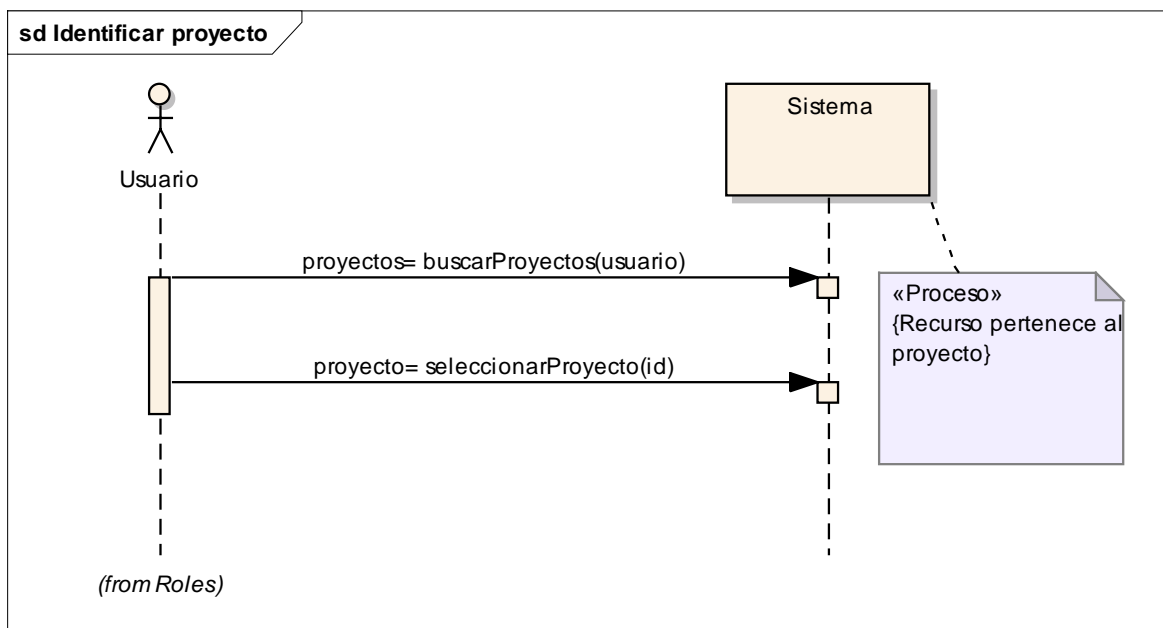 sd Identificar proyecto
Sistema
Usuario
proyectos= buscarProyectos(usuario)
«Proceso»
{Recurso pertenece al
proyecto}
proyecto= seleccionarProyecto(id)
(from Roles)